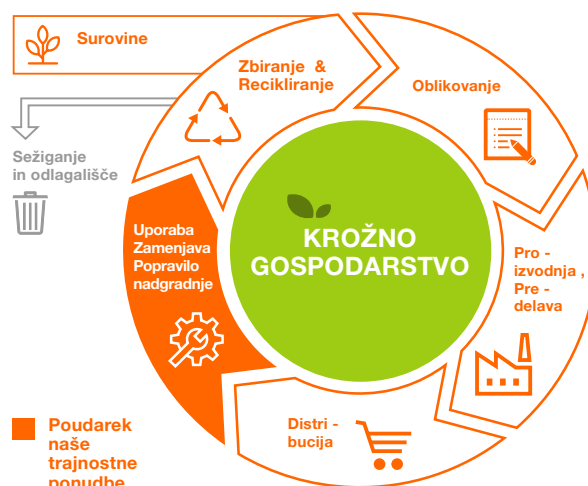 Surovine
Zbiranje &
Recikliranje
Oblikovanje
Sežiganje
in odlagališče
Uporaba
Zamenjava
Popravilo
nadgradnje
KROŽNO
GOSPODARSTVO
Pro -
izvodnja ,
Pre -
delava
Distri -
bucija
Poudarek
naše
trajnostne
ponudbe